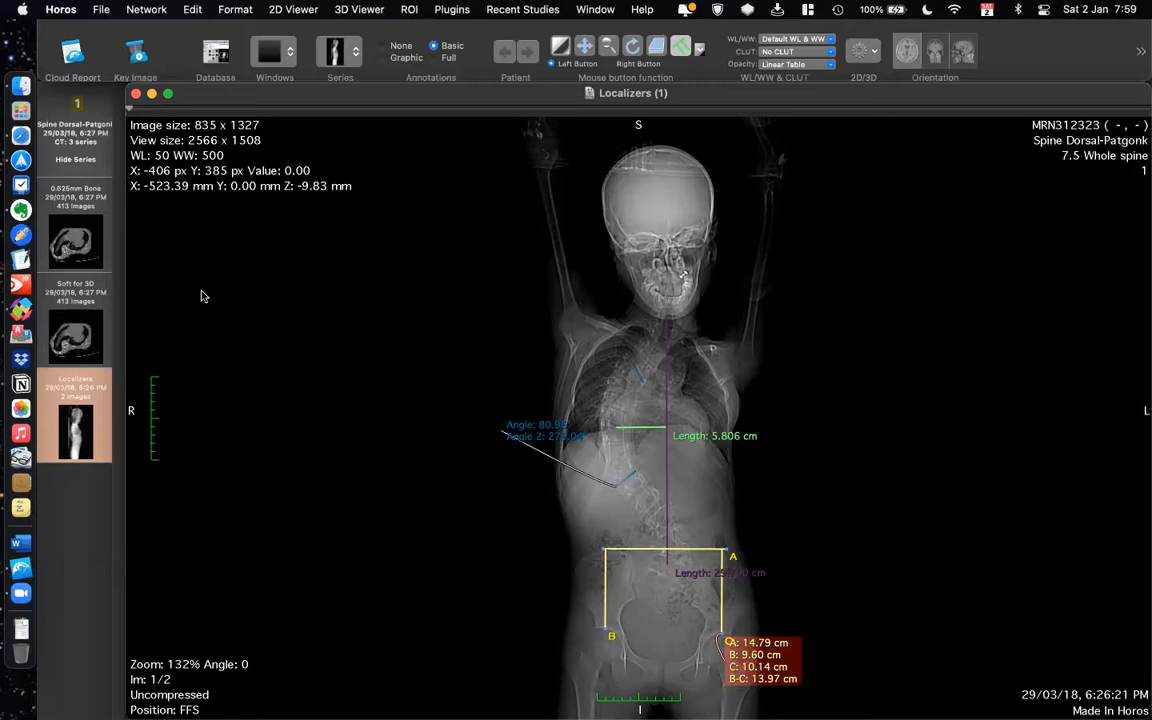 Horos File Network Edit Format 2D Viewer 3D Viewer ROI Plugins Recent Studies Window Help 100% Sat 2 Jan 7:59
SAT
2
None
Graphic
Basic
Full
WL/WW: Default WL & WW
CLUT: No CLUT
Opacity: Linear Table
Left Button Right Button
Cloud Report Key Image Database Windows Series Annotations Patient Mouse button function WL/WW & CLUT 2D/3D Orientation
Localizers (1)
1
Spine Dorsal-Patgonk
29/03/18, 6:27 PM
CT: 3 series
Hide Series
0.625mm Bone
29/03/18, 6:27 PM
413 Images
Soft for 3D
29/03/18, 6:27 PM
413 Images
Localizers
29/03/18, 6:26 PM
2 Images
Image size: 835 x 1327
View size: 2566 x 1508
WL: 50 WW: 500
X: -406 px Y: 385 px Value: 0.00
X: -523.39 mm Y: 0.00 mm Z: -9.83 mm
S
MRN312323 ( - , - )
Spine Dorsal-Patgonk
7.5 Whole spine
1
R
L
Angle: 80.9
Angle 2:
Length: 5.806 cm
A
Length: cm
B
A: 14.79 cm
B: 9.60 cm
C: 10.14 cm
B-C: 13.97 cm
Zoom: 132% Angle: 0
Im: 1/2
Uncompressed
Position: FFS
I
29/03/18, 6:26:21 PM
Made In Horos